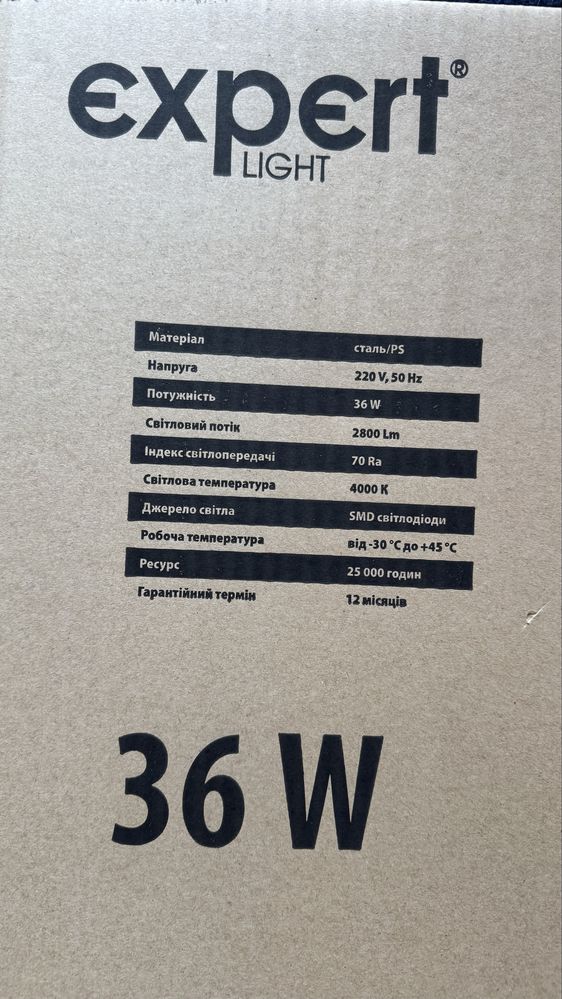 expert®
LIGHT
Матеріал сталь/PS
Напруга 220 V, 50 Hz
Потужність 36 W
Світловий потік 2800 Lm
Індекс світлопередачі 70 Ra
Світлова температура 4000 K
Джерело світла SMD світлодіоди
Робоча температура від -30 °C до +45 °C
Ресурс 25 000 годин
Гарантійний термін 12 місяців
36 W